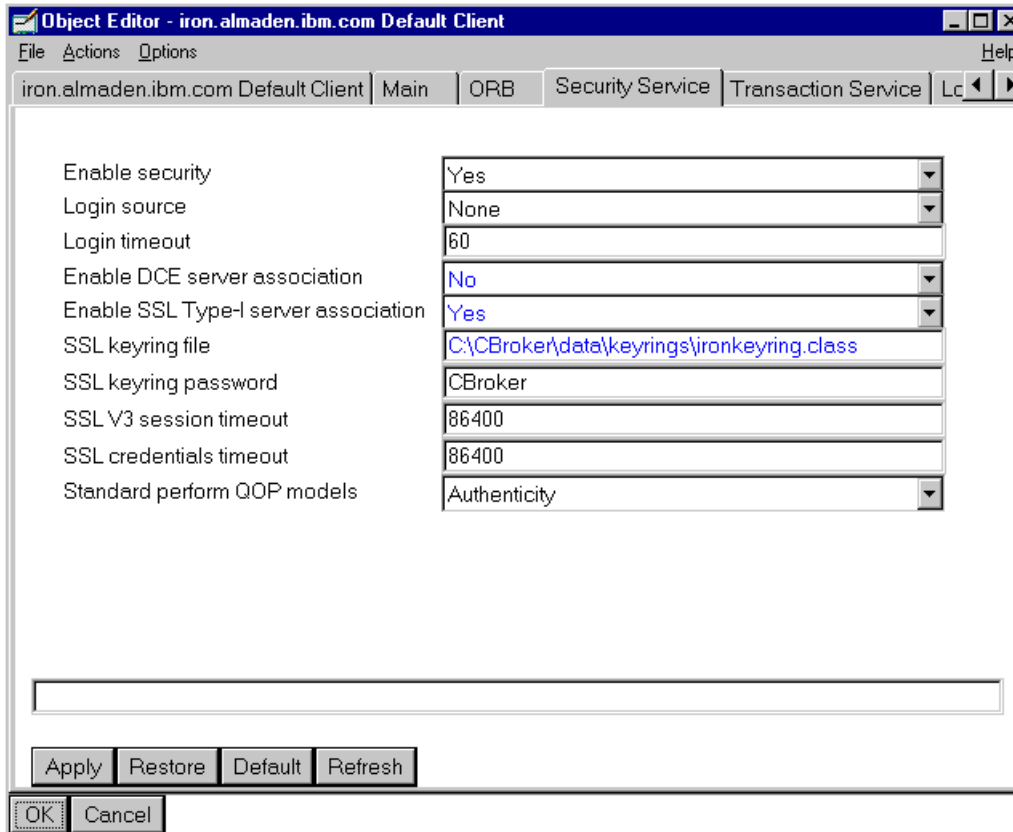 Object Editor - iron.almaden.ibm.com Default Client
File Actions Options Help
iron.almaden.ibm.com Default Client Main ORB Security Service Transaction Service Lo
Enable security Yes
Login source None
Login timeout 60
Enable DCE server association No
Enable SSL Type-I server association Yes
SSL keyring file C:\CBroker\data\keyrings\ironkeyring.class
SSL keyring password CBroker
SSL V3 session timeout 86400
SSL credentials timeout 86400
Standard perform QOP models Authenticity
Apply Restore Default Refresh
OK Cancel